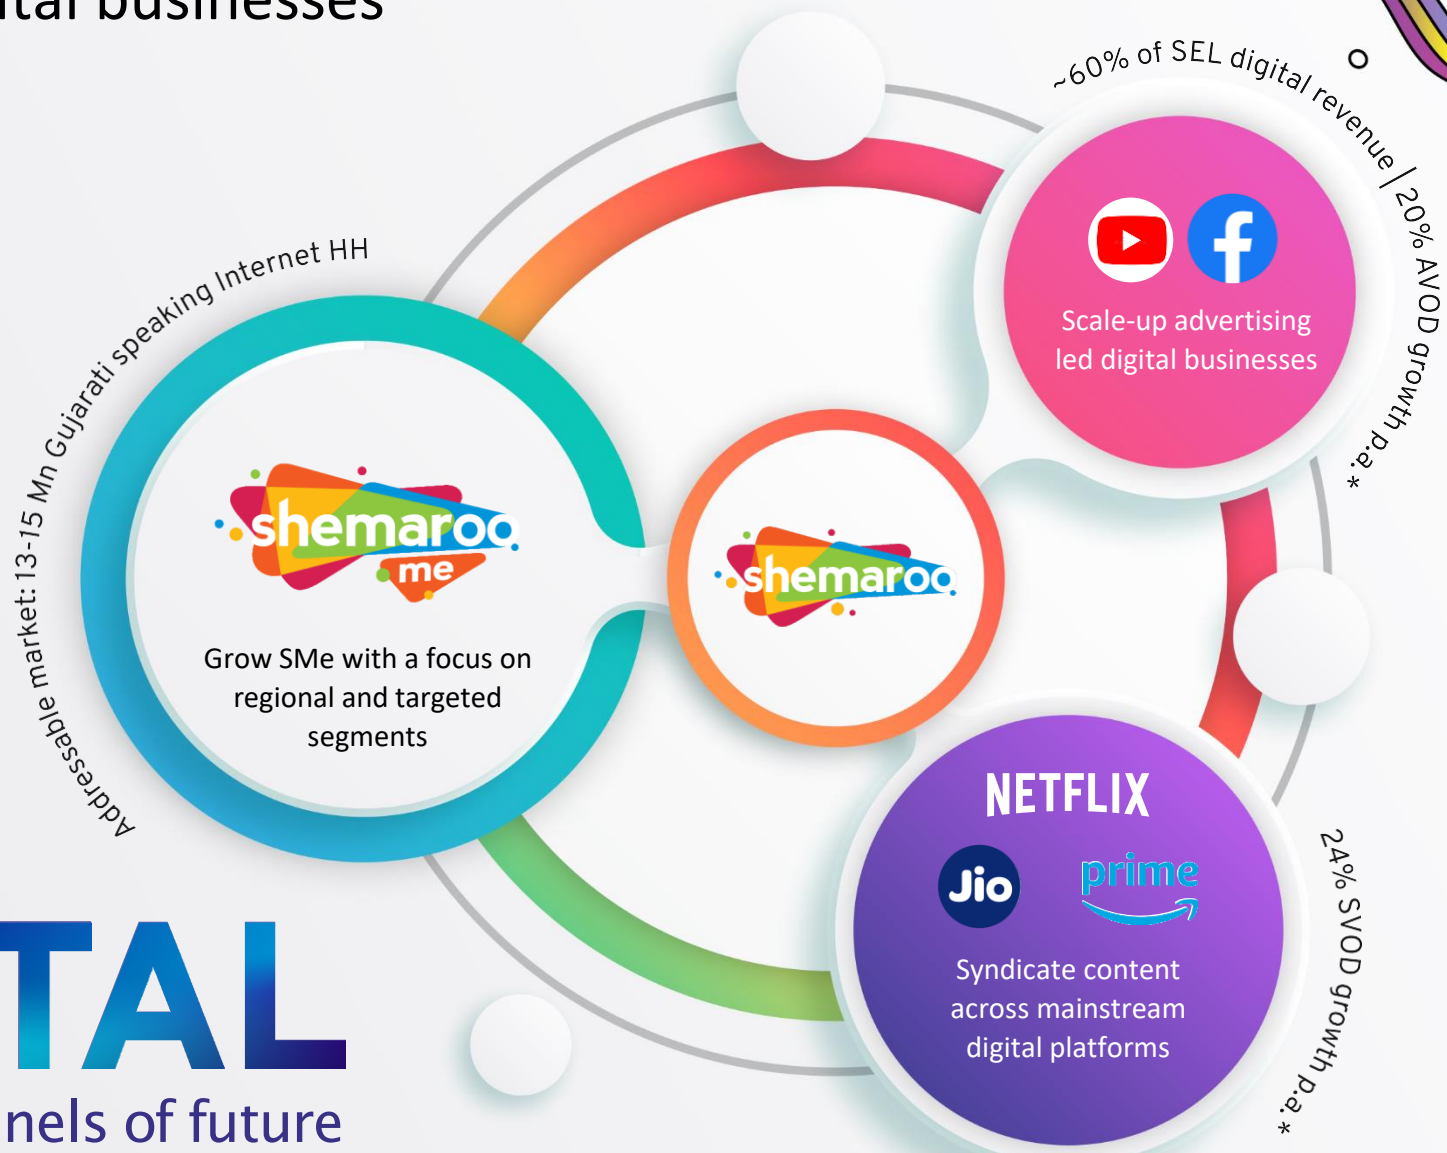 ital businesses
~60% of SEL digital revenue | 20% AVOD growth p.a.*
Scale-up advertising
led digital businesses
Addressable market: 13-15 Mn Gujarati speaking Internet HH
shemaroo
me
Grow SMe with a focus on
regional and targeted
segments
shemaroo
NETFLIX
Jio
prime
Syndicate content
across mainstream
digital platforms
24% SVOD growth p.a.*
TAL
nels of future